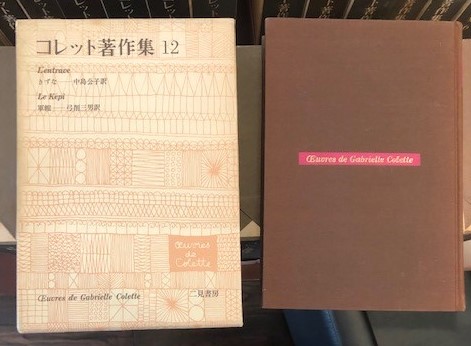 コレット著作集 12
L'entrave
きずな——中島公子訳
Le Képi
軍帽——弓削三男訳
Œuvres
de
Colette
Œuvres de Gabrielle Colette
二見書房
Œuvres de Gabrielle Colette